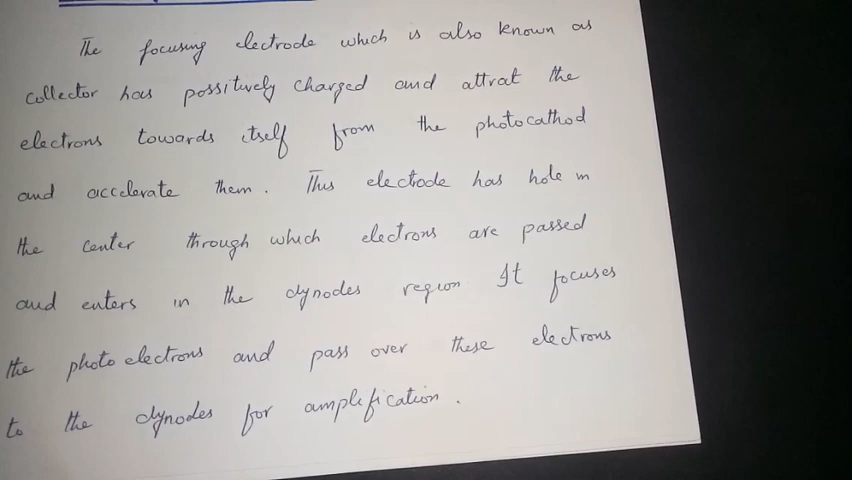 The focusing electrode which is also known as
collector has possitively charged and attrat the
electrons towards itself from the photocathod
and accelerate them. This electrode has hole in
the center through which electrons are passed
and enters in the dynodes region It focuses
the photo electrons and pass over these electrons
to the dynodes for amplification.